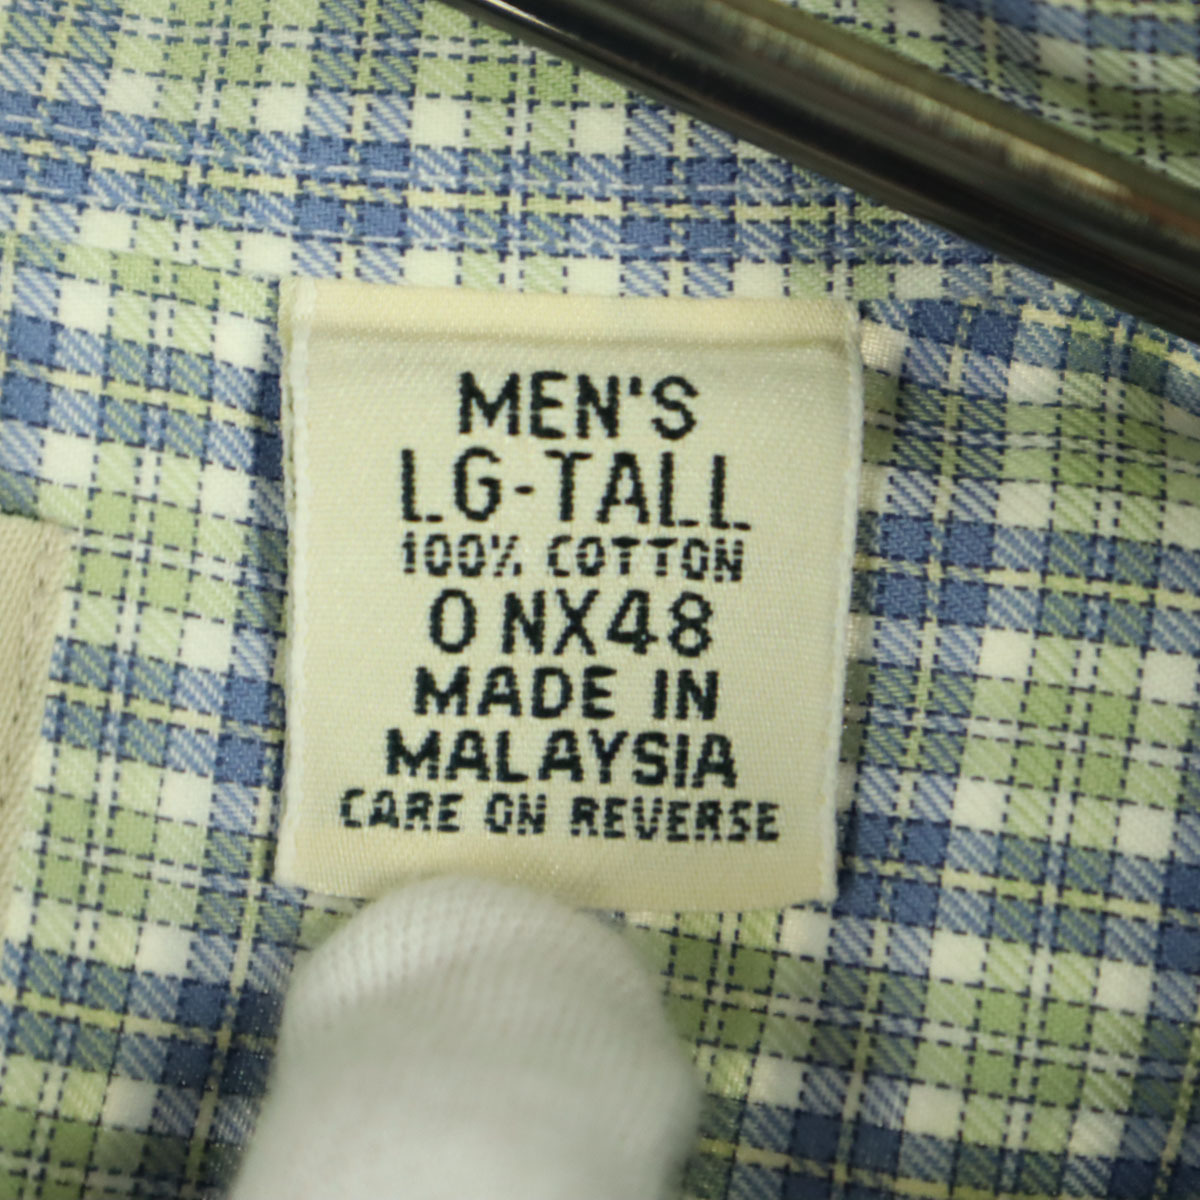 MEN'S
LG-TALL
100% COTTON
0 NX48
MADE IN
MALAYSIA
CARE ON REVERSE